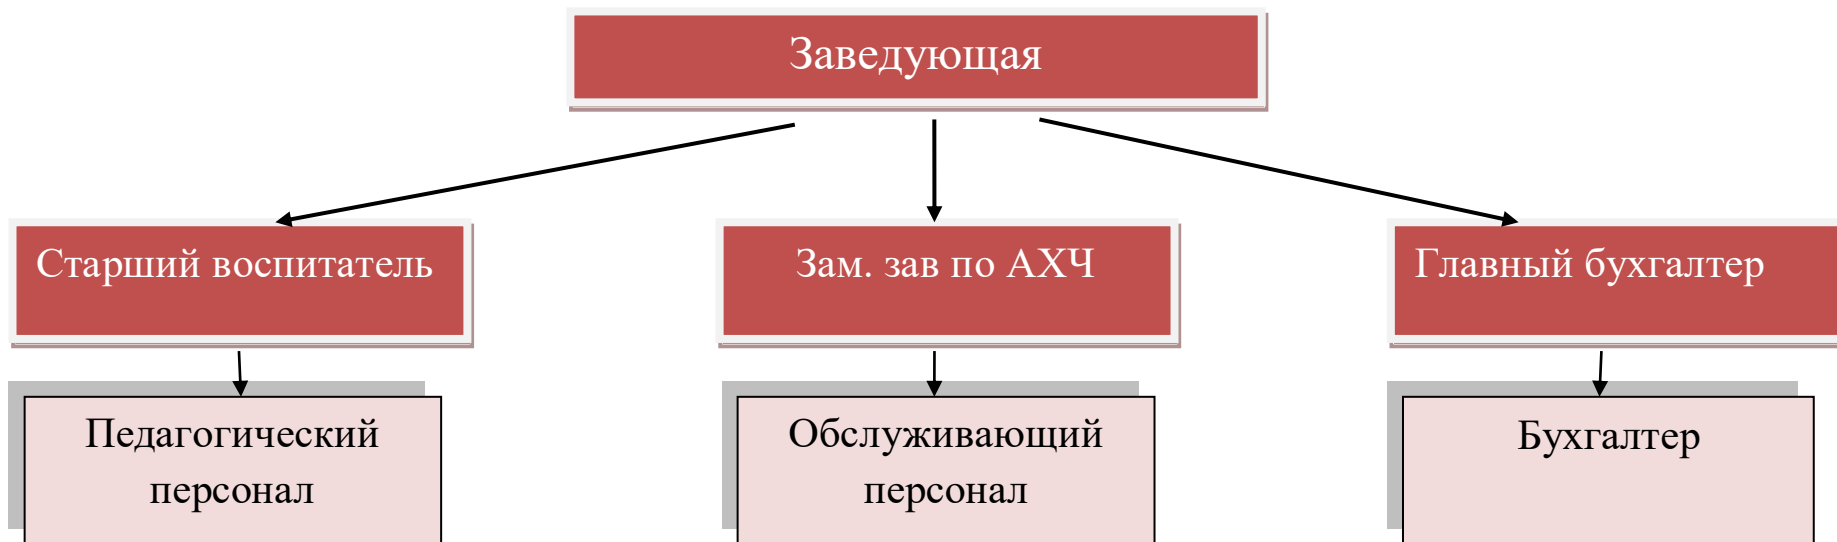 Заведующая
Старший воспитатель
Зам. зав по АХЧ
Главный бухгалтер
Педагогический
персонал
Обслуживающий
персонал
Бухгалтер